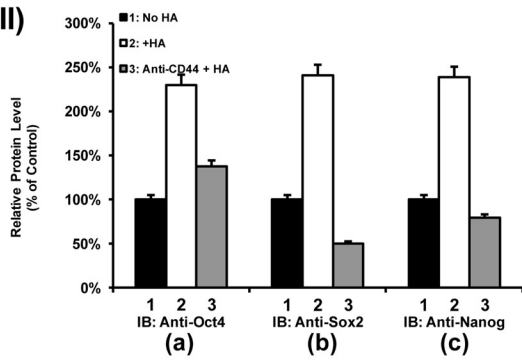 II)
1: No HA
2: +HA
3: Anti-CD44 + HA
Relative Protein Level
(% of Control)
300%
250%
200%
150%
100%
50%
0%
1 2 3 1 2 3 1 2 3
IB: Anti-Oct4 IB: Anti-Sox2 IB: Anti-Nanog
(a) (b) (c)